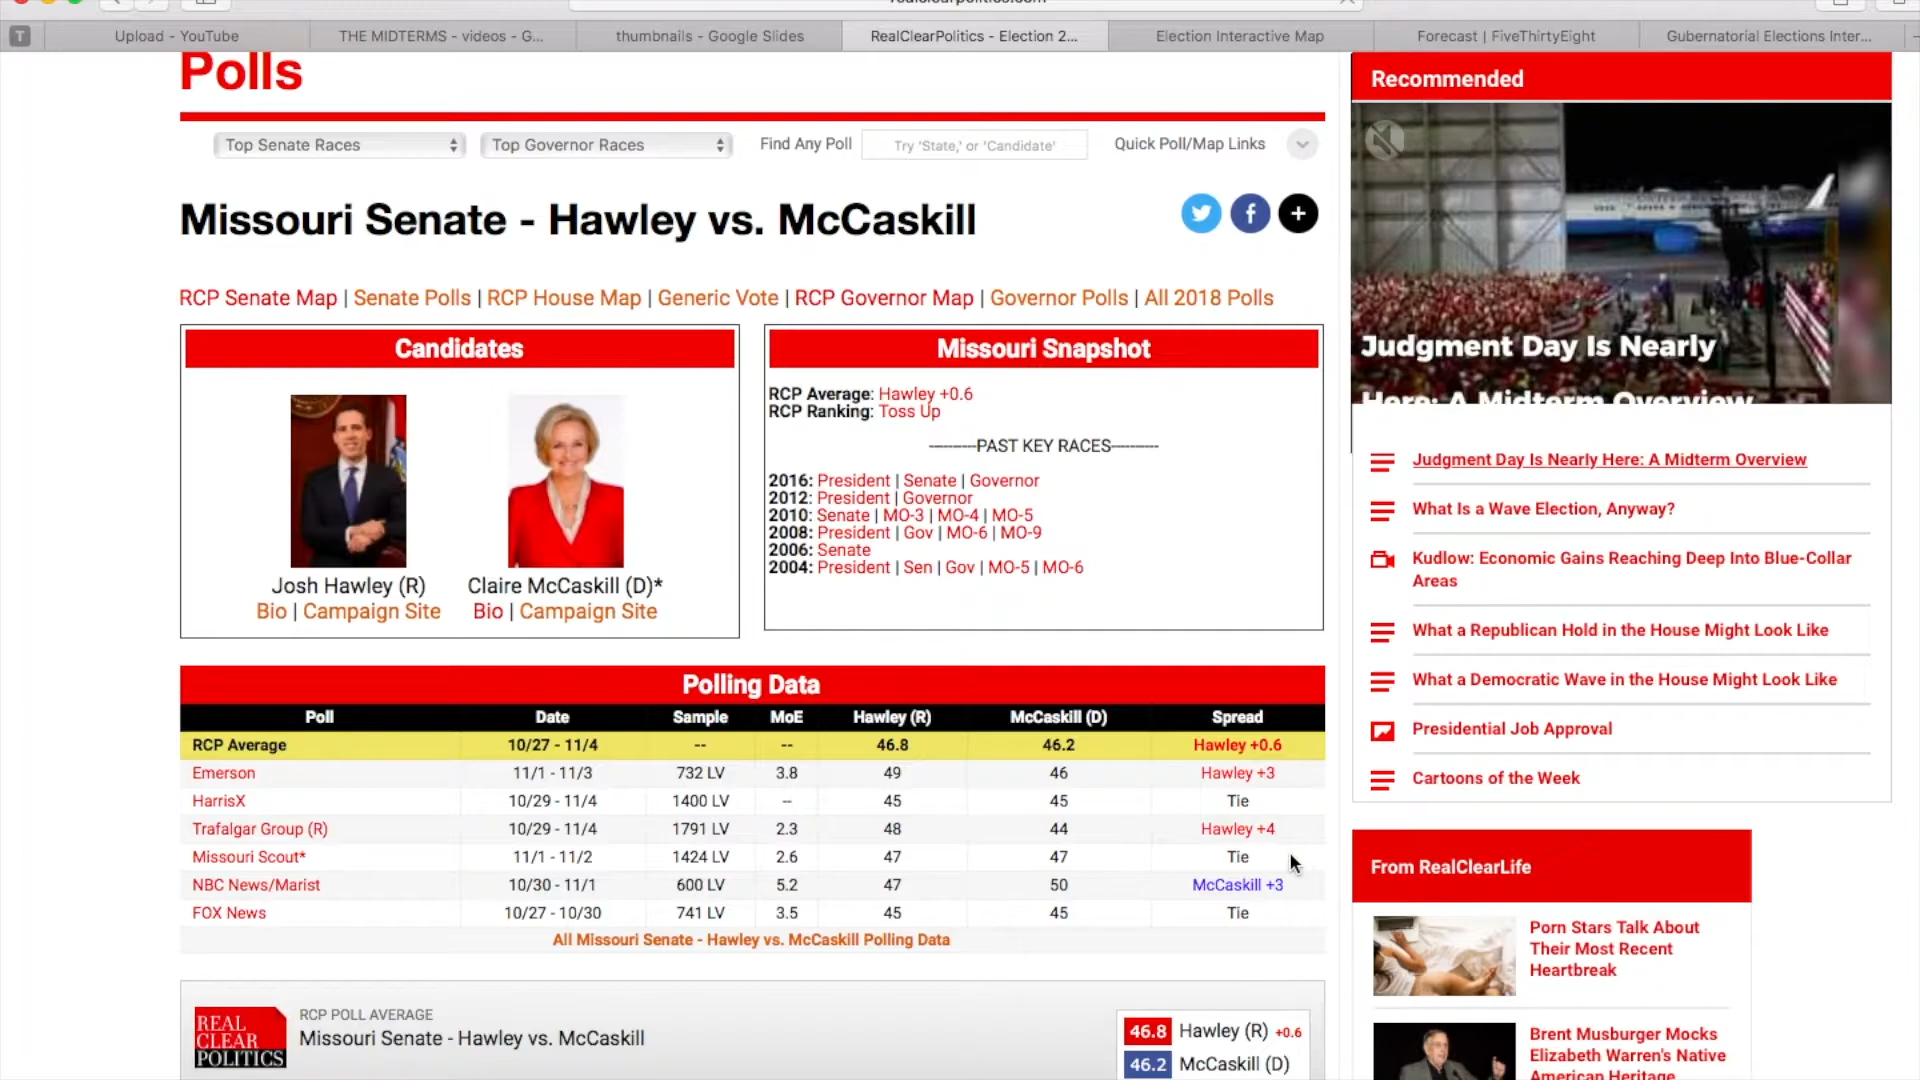 realclearpolitics.com
T
Upload - YouTube
THE MIDTERMS - videos - G...
thumbnails - Google Slides
RealClearPolitics - Election 2...
Election Interactive Map
Forecast | FiveThirtyEight
Gubernatorial Elections Inter...
Polls
Top Senate Races
Top Governor Races
Find Any Poll
Try 'State,' or 'Candidate'
Quick Poll/Map Links
Missouri Senate - Hawley vs. McCaskill
RCP Senate Map | Senate Polls | RCP House Map | Generic Vote | RCP Governor Map | Governor Polls | All 2018 Polls
Candidates
Josh Hawley (R)
Bio | Campaign Site
Claire McCaskill (D)*
Bio | Campaign Site
Missouri Snapshot
RCP Average: Hawley +0.6
RCP Ranking: Toss Up
----------PAST KEY RACES----------
2016: President | Senate | Governor
2012: President | Governor
2010: Senate | MO-3 | MO-4 | MO-5
2008: President | Gov | MO-6 | MO-9
2006: Senate
2004: President | Sen | Gov | MO-5 | MO-6
Polling Data
Poll Date Sample MoE Hawley (R) McCaskill (D) Spread
RCP Average 10/27 - 11/4 -- -- 46.8 46.2 Hawley +0.6
Emerson 11/1 - 11/3 732 LV 3.8 49 46 Hawley +3
HarrisX 10/29 - 11/4 1400 LV -- 45 45 Tie
Trafalgar Group (R) 10/29 - 11/4 1791 LV 2.3 48 44 Hawley +4
Missouri Scout* 11/1 - 11/2 1424 LV 2.6 47 47 Tie
NBC News/Marist 10/30 - 11/1 600 LV 5.2 47 50 McCaskill +3
FOX News 10/27 - 10/30 741 LV 3.5 45 45 Tie
All Missouri Senate - Hawley vs. McCaskill Polling Data
REAL
CLEAR
POLITICS
RCP POLL AVERAGE
Missouri Senate - Hawley vs. McCaskill
46.8 Hawley (R) +0.6
46.2 McCaskill (D)
Recommended
Judgment Day Is Nearly
Here: A Midterm Overview
Judgment Day Is Nearly Here: A Midterm Overview
What Is a Wave Election, Anyway?
Kudlow: Economic Gains Reaching Deep Into Blue-Collar
Areas
What a Republican Hold in the House Might Look Like
What a Democratic Wave in the House Might Look Like
Presidential Job Approval
Cartoons of the Week
From RealClearLife
Porn Stars Talk About
Their Most Recent
Heartbreak
Brent Musburger Mocks
Elizabeth Warren's Native
American Heritage